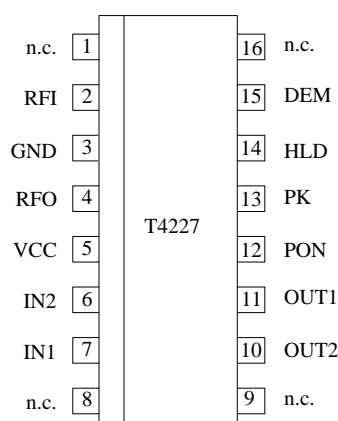 n.c. 1 16 n.c.
RFI 2 15 DEM
GND 3 14 HLD
RFO 4 13 PK
T4227
VCC 5 12 PON
IN2 6 11 OUT1
IN1 7 10 OUT2
n.c. 8 9 n.c.